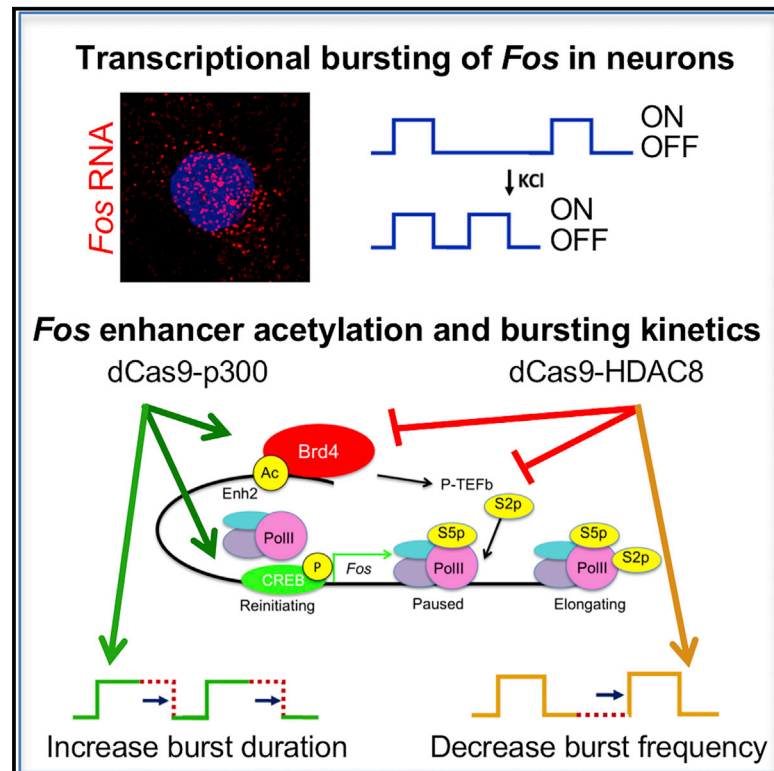 Transcriptional bursting of Fos in neurons
Fos RNA
ON
OFF
KCl
ON
OFF
Fos enhancer acetylation and bursting kinetics
dCas9-p300
dCas9-HDAC8
Brd4
Ac
Enh2
P-TEFb
S2p
PolII
CREB
P
Fos
S5p
PolII
S5p
PolII
S2p
Reinitiating
Paused
Elongating
Increase burst duration
Decrease burst frequency